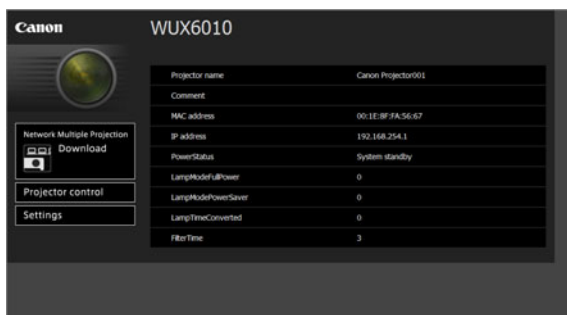 Canon
WUX6010
Projector name Canon Projector001
Comment
MAC address 00:1E:8F:FA:56:67
IP address 192.168.254.1
PowerStatus System standby
LampModeFullPower 0
LampModePowerSaver 0
LampTimeConverted 0
FilterTime 3
Network Multiple Projection
Download
Projector control
Settings